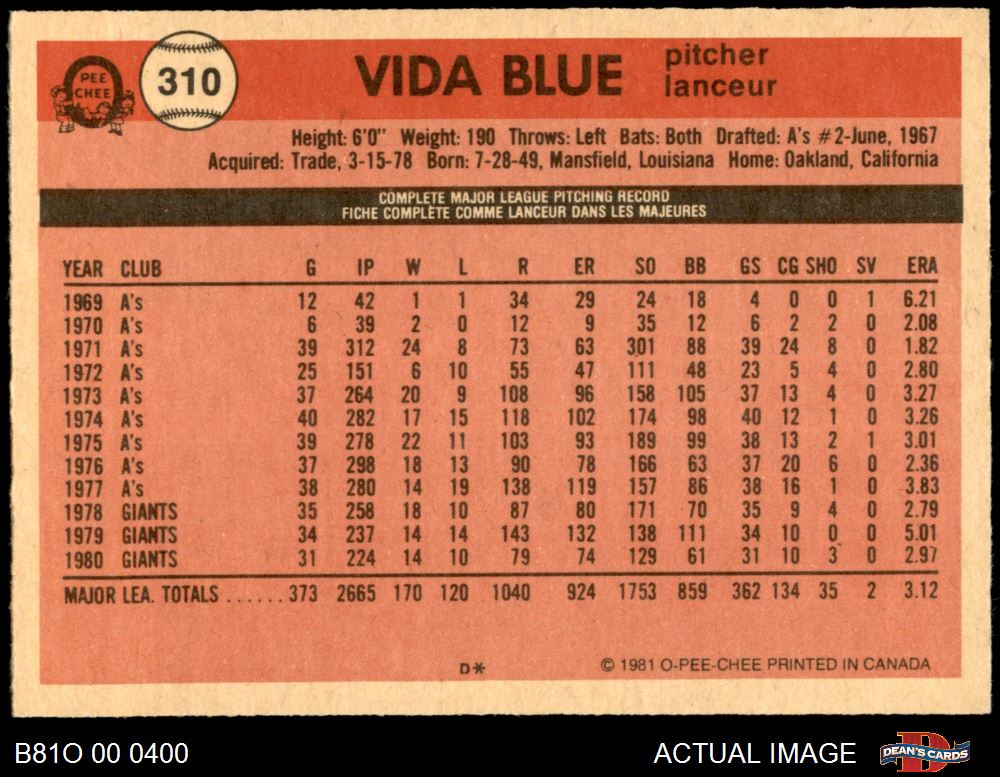 PEE
CHEE
310
VIDA BLUE
pitcher
lanceur
Height: 6'0" Weight: 190 Throws: Left Bats: Both Drafted: A's #2-June, 1967
Acquired: Trade, 3-15-78 Born: 7-28-49, Mansfield, Louisiana Home: Oakland, California
COMPLETE MAJOR LEAGUE PITCHING RECORD
FICHE COMPLÈTE COMME LANCEUR DANS LES MAJEURES
YEAR CLUB G IP W L R ER SO BB GS CG SHO SV ERA
1969 A's 12 42 1 1 34 29 24 18 4 0 0 1 6.21
1970 A's 6 39 2 0 12 9 35 12 6 2 2 0 2.08
1971 A's 39 312 24 8 73 63 301 88 39 24 8 0 1.82
1972 A's 25 151 6 10 55 47 111 48 23 5 4 0 2.80
1973 A's 37 264 20 9 108 96 158 105 37 13 4 0 3.27
1974 A's 40 282 17 15 118 102 174 98 40 12 1 0 3.26
1975 A's 39 278 22 11 103 93 189 99 38 13 2 1 3.01
1976 A's 37 298 18 13 90 78 166 63 37 20 6 0 2.36
1977 A's 38 280 14 19 138 119 157 86 38 16 1 0 3.83
1978 GIANTS 35 258 18 10 87 80 171 70 35 9 4 0 2.79
1979 GIANTS 34 237 14 14 143 132 138 111 34 10 0 0 5.01
1980 GIANTS 31 224 14 10 79 74 129 61 31 10 3 0 2.97
MAJOR LEA. TOTALS ...... 373 2665 170 120 1040 924 1753 859 362 134 35 2 3.12
D*
© 1981 O-PEE-CHEE PRINTED IN CANADA
B81O 00 0400
ACTUAL IMAGE
DEAN'S CARDS